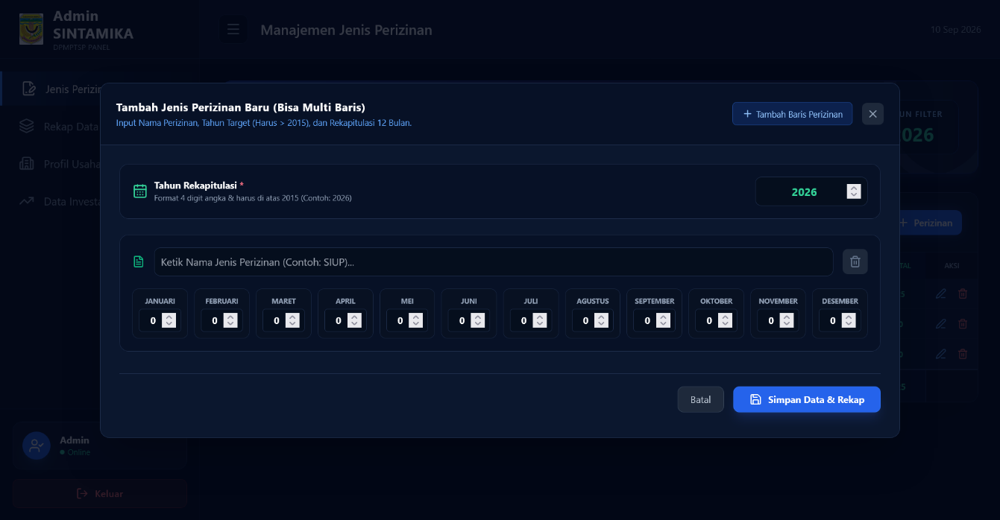 Admin
SINTAMIKA
DPMPTSP PANEL
Manajemen Jenis Perizinan
10 Sep 2026
Jenis Perizin
Rekap Data
Profil Usaha
Data Investa
Tambah Jenis Perizinan Baru (Bisa Multi Baris)
Input Nama Perizinan, Tahun Target (Harus > 2015), dan Rekapitulasi 12 Bulan.
+ Tambah Baris Perizinan
UN FILTER
026
Tahun Rekapitulasi *
Format 4 digit angka & harus di atas 2015 (Contoh: 2026)
2026
+ Perizinan
Ketik Nama Jenis Perizinan (Contoh: SIUP)...
TAL AKSI
JANUARI FEBRUARI MARET APRIL MEI JUNI JULI AGUSTUS SEPTEMBER OKTOBER NOVEMBER DESEMBER
0 0 0 0 0 0 0 0 0 0 0 0
5
0
0
5
Batal
Simpan Data & Rekap
Admin
Online
Keluar